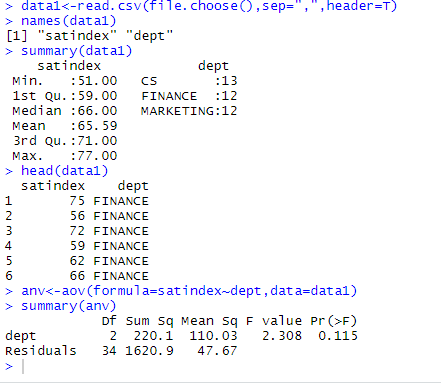 > data1<-read.csv(file.choose(),sep=",",header=T)
> names(data1)
[1] "satindex" "dept"
> summary(data1)
    satindex            dept
 Min.   :51.00   CS       :13
 1st Qu.:59.00   FINANCE  :12
 Median :66.00   MARKETING:12
 Mean   :65.59
 3rd Qu.:71.00
 Max.   :77.00
> head(data1)
  satindex    dept
1       75 FINANCE
2       56 FINANCE
3       72 FINANCE
4       59 FINANCE
5       62 FINANCE
6       66 FINANCE
> anv<-aov(formula=satindex~dept,data=data1)
> summary(anv)
            Df Sum Sq Mean Sq F value Pr(>F)
dept         2  220.1  110.03   2.308  0.115
Residuals   34 1620.9   47.67
>